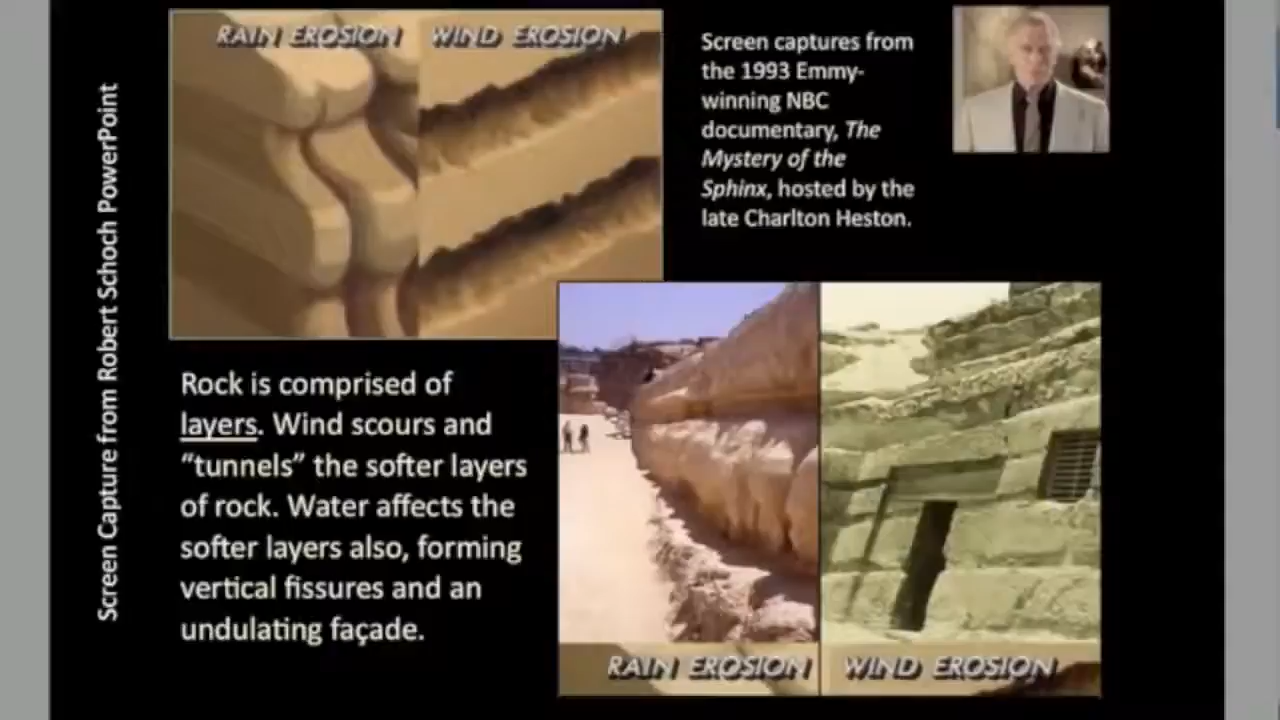 Screen Capture from Robert Schoch PowerPoint
RAIN EROSION
WIND EROSION
Screen captures from
the 1993 Emmy-
winning NBC
documentary, The
Mystery of the
Sphinx, hosted by the
late Charlton Heston.
Rock is comprised of
layers. Wind scours and
“tunnels” the softer layers
of rock. Water affects the
softer layers also, forming
vertical fissures and an
undulating façade.
RAIN EROSION
WIND EROSION